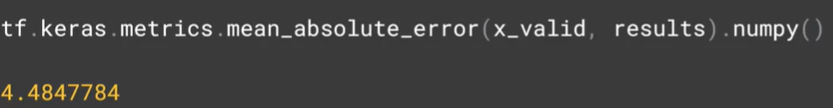 tf.keras.metrics.mean_absolute_error(x_valid, results).numpy()
4.4847784